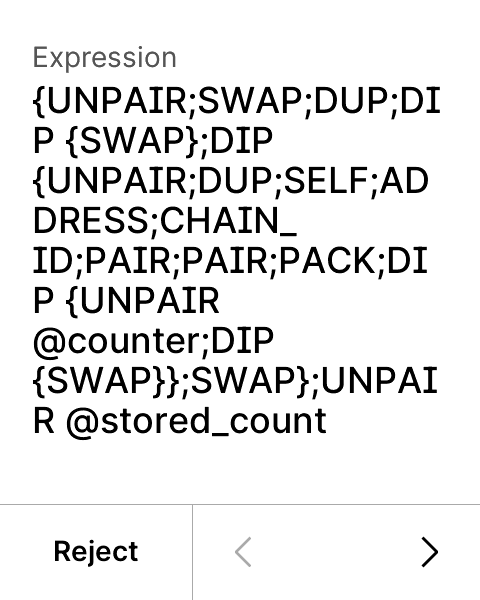 Expression
{UNPAIR;SWAP;DUP;DI
P {SWAP};DIP
{UNPAIR;DUP;SELF;AD
DRESS;CHAIN_
ID;PAIR;PAIR;PACK;DI
P {UNPAIR
@counter;DIP
{SWAP}};SWAP};UNPAI
R @stored_count
Reject